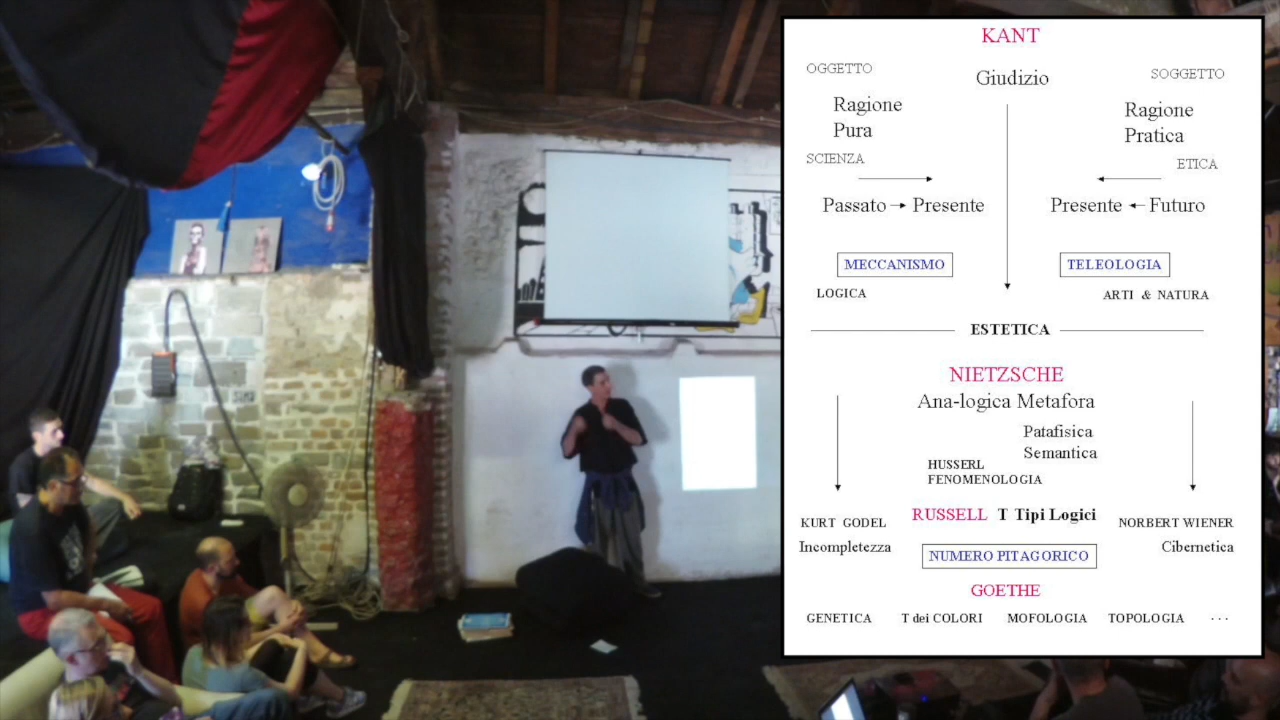 KANT
OGGETTO
Giudizio
SOGGETTO
Ragione
Pura
Ragione
Pratica
SCIENZA
ETICA
Passato → Presente
Presente ← Futuro
MECCANISMO
TELEOLOGIA
LOGICA
ARTI & NATURA
ESTETICA
NIETZSCHE
Ana-logica Metafora
Patafisica
Semantica
HUSSERL
FENOMENOLOGIA
KURT GODEL
RUSSELL T Tipi Logici
NORBERT WIENER
Incompletezza
Cibernetica
NUMERO PITAGORICO
GOETHE
GENETICA T dei COLORI MOFOLOGIA TOPOLOGIA ...